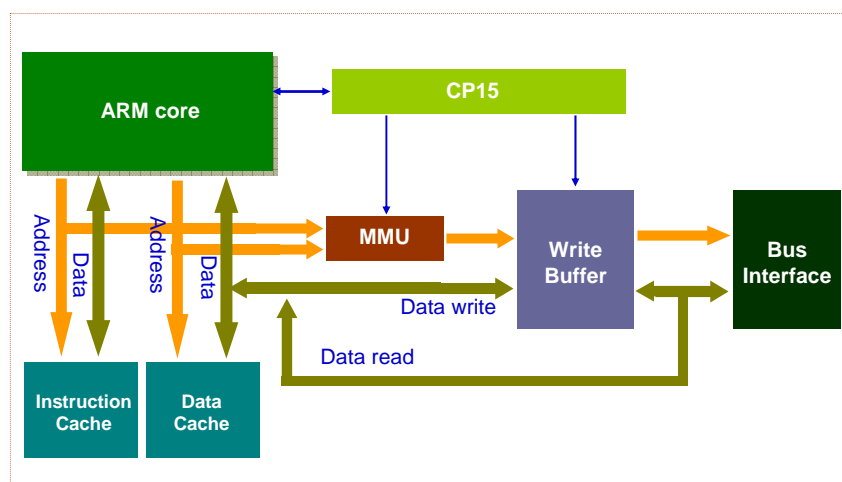 ARM core
CP15
Address
Data
Address
Data
MMU
Write
Buffer
Bus
Interface
Data write
Data read
Instruction
Cache
Data
Cache